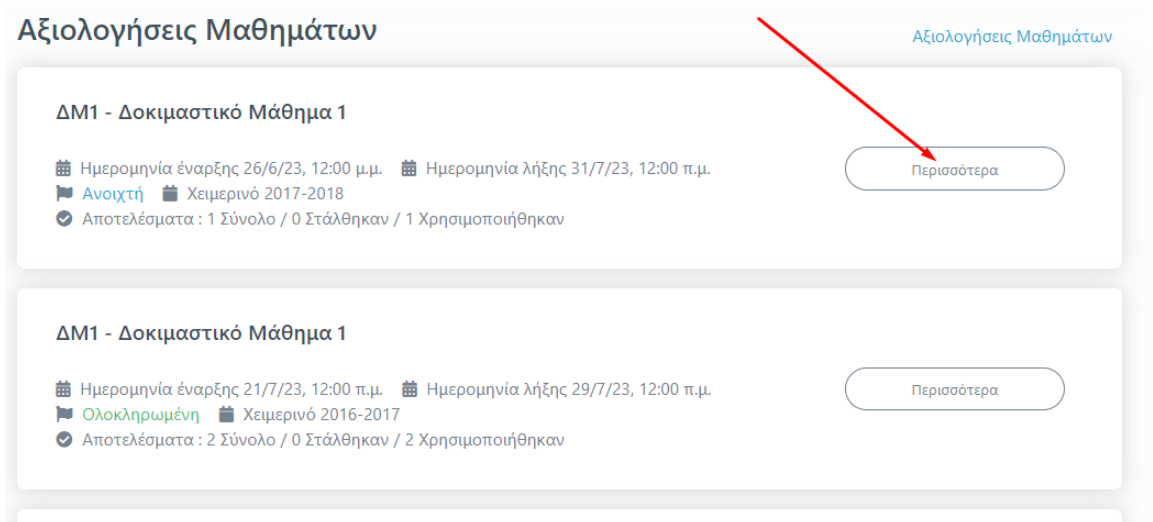 Αξιολογήσεις Μαθημάτων
Αξιολογήσεις Μαθημάτων
ΔΜ1 - Δοκιμαστικό Μάθημα 1
Ημερομηνία έναρξης 26/6/23, 12:00 μ.μ. Ημερομηνία λήξης 31/7/23, 12:00 π.μ.
Περισσότερα
Ανοιχτή Χειμερινό 2017-2018
Αποτελέσματα : 1 Σύνολο / 0 Στάλθηκαν / 1 Χρησιμοποιήθηκαν
ΔΜ1 - Δοκιμαστικό Μάθημα 1
Ημερομηνία έναρξης 21/7/23, 12:00 π.μ. Ημερομηνία λήξης 29/7/23, 12:00 π.μ.
Περισσότερα
Ολοκληρωμένη Χειμερινό 2016-2017
Αποτελέσματα : 2 Σύνολο / 0 Στάλθηκαν / 2 Χρησιμοποιήθηκαν